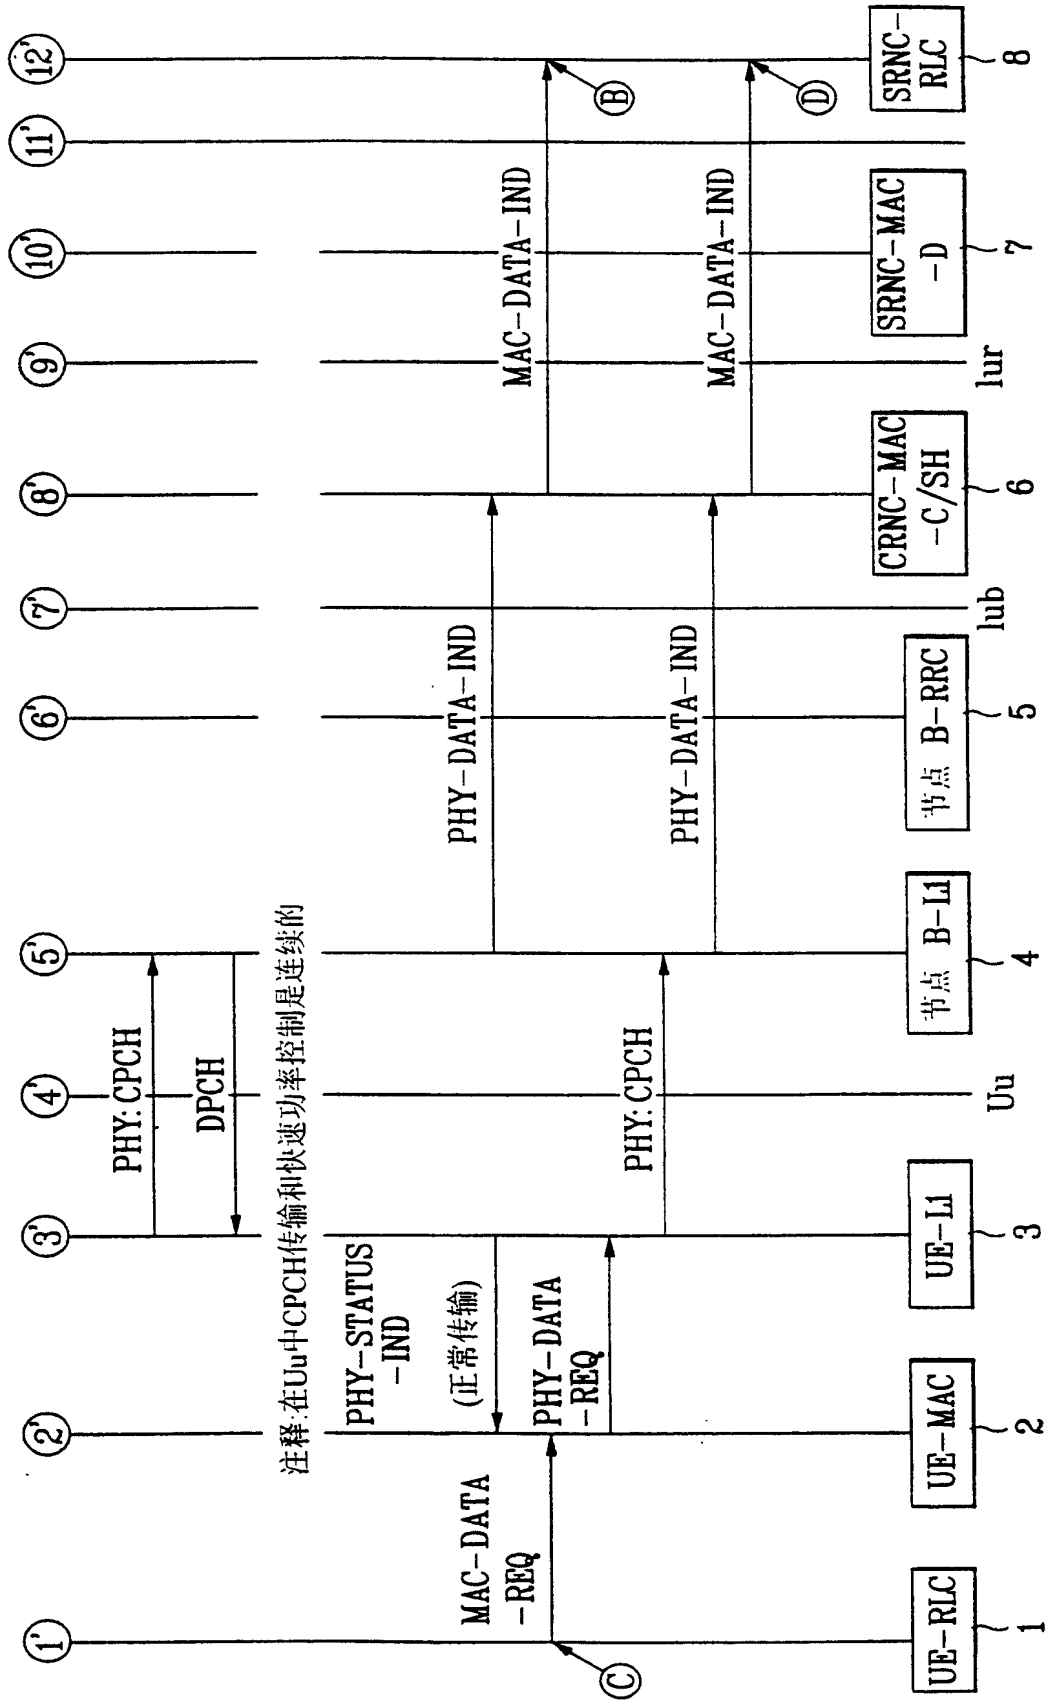 1'
2'
3'
4'
5'
6'
7'
8'
9'
10'
11'
12'
PHY:CPCH
DPCH
注释:在Uu中CPCH传输和快速功率控制是连续的
PHY-STATUS
-IND
(正常传输)
MAC-DATA
-REQ
PHY-DATA
-REQ
PHY-DATA-IND
MAC-DATA-IND
B
C
PHY:CPCH
PHY-DATA-IND
MAC-DATA-IND
D
UE-RLC
1
UE-MAC
2
UE-L1
3
Uu
节点 B-L1
4
节点 B-RRC
5
lub
CRNC-MAC
-C/SH
6
lur
SRNC-MAC
-D
7
SRNC-
RLC
8